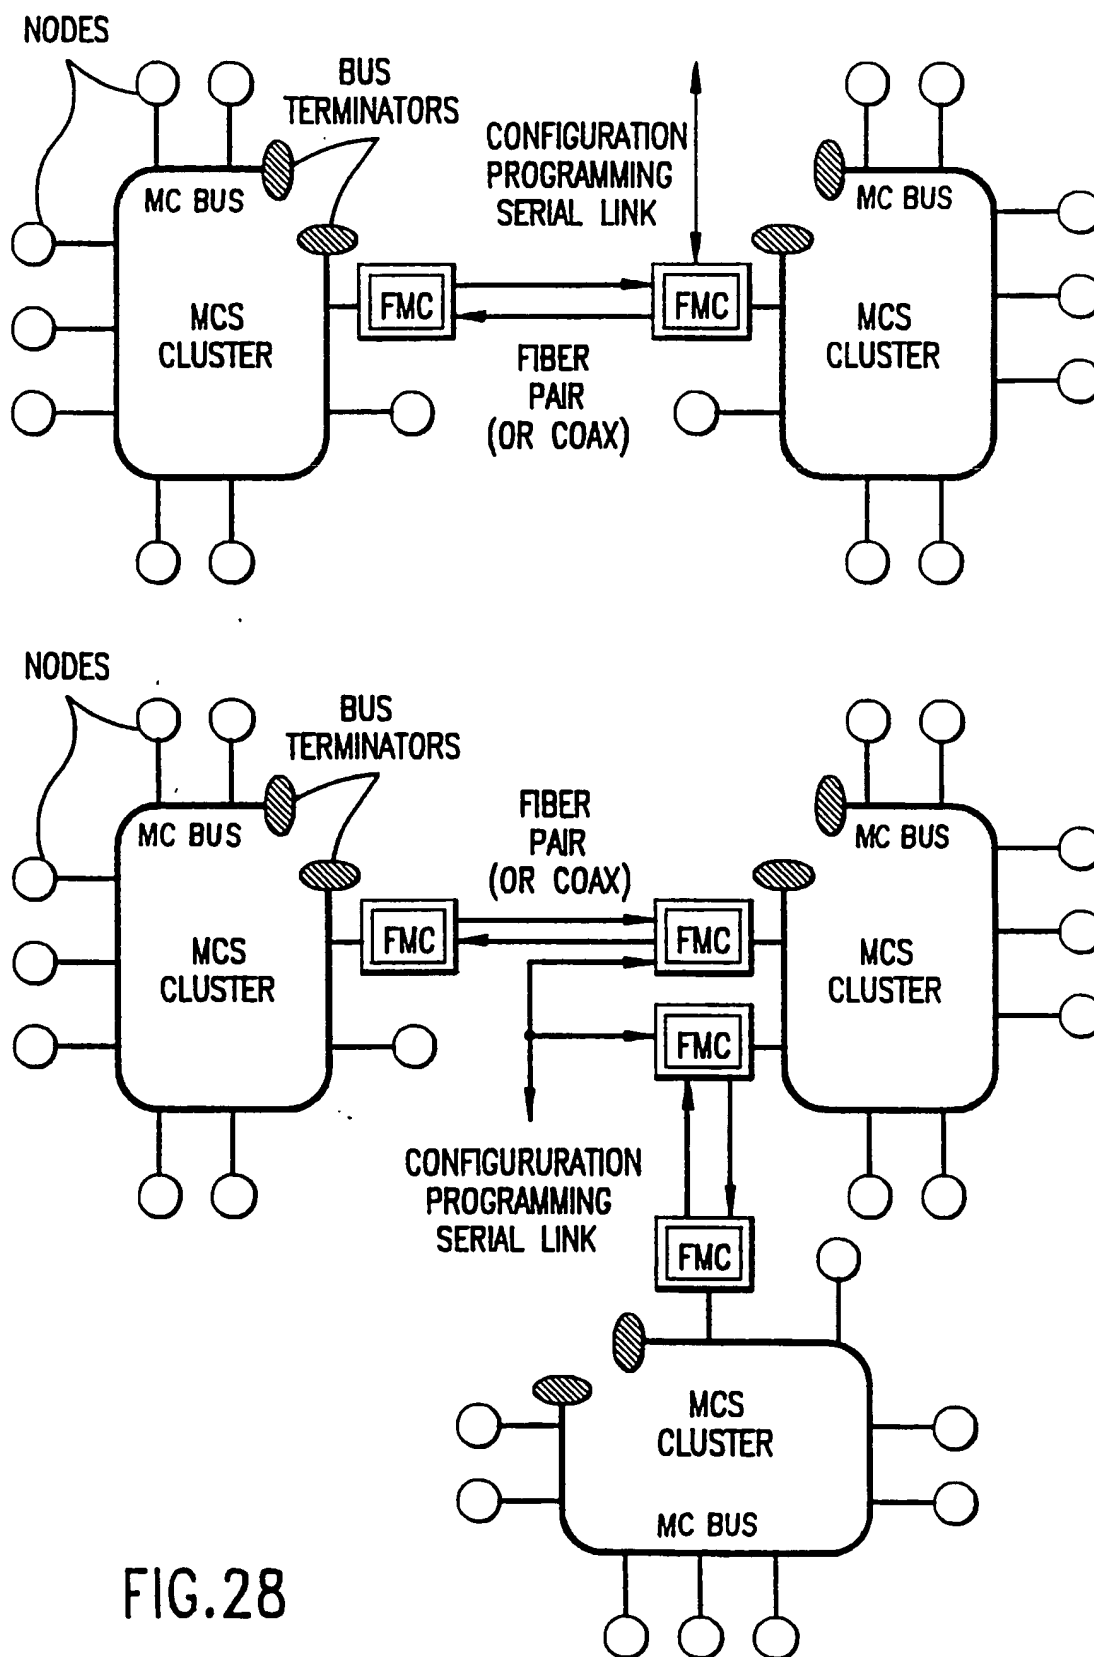 NODES
BUS
TERMINATORS
CONFIGURATION
PROGRAMMING
SERIAL LINK
MC BUS
MC BUS
FMC
FMC
MCS
CLUSTER
MCS
CLUSTER
FIBER
PAIR
(OR COAX)
NODES
BUS
TERMINATORS
FIBER
PAIR
(OR COAX)
MC BUS
MC BUS
FMC
FMC
MCS
CLUSTER
MCS
CLUSTER
FMC
CONFIGURURATION
PROGRAMMING
SERIAL LINK
FMC
MCS
CLUSTER
MC BUS
FIG.28